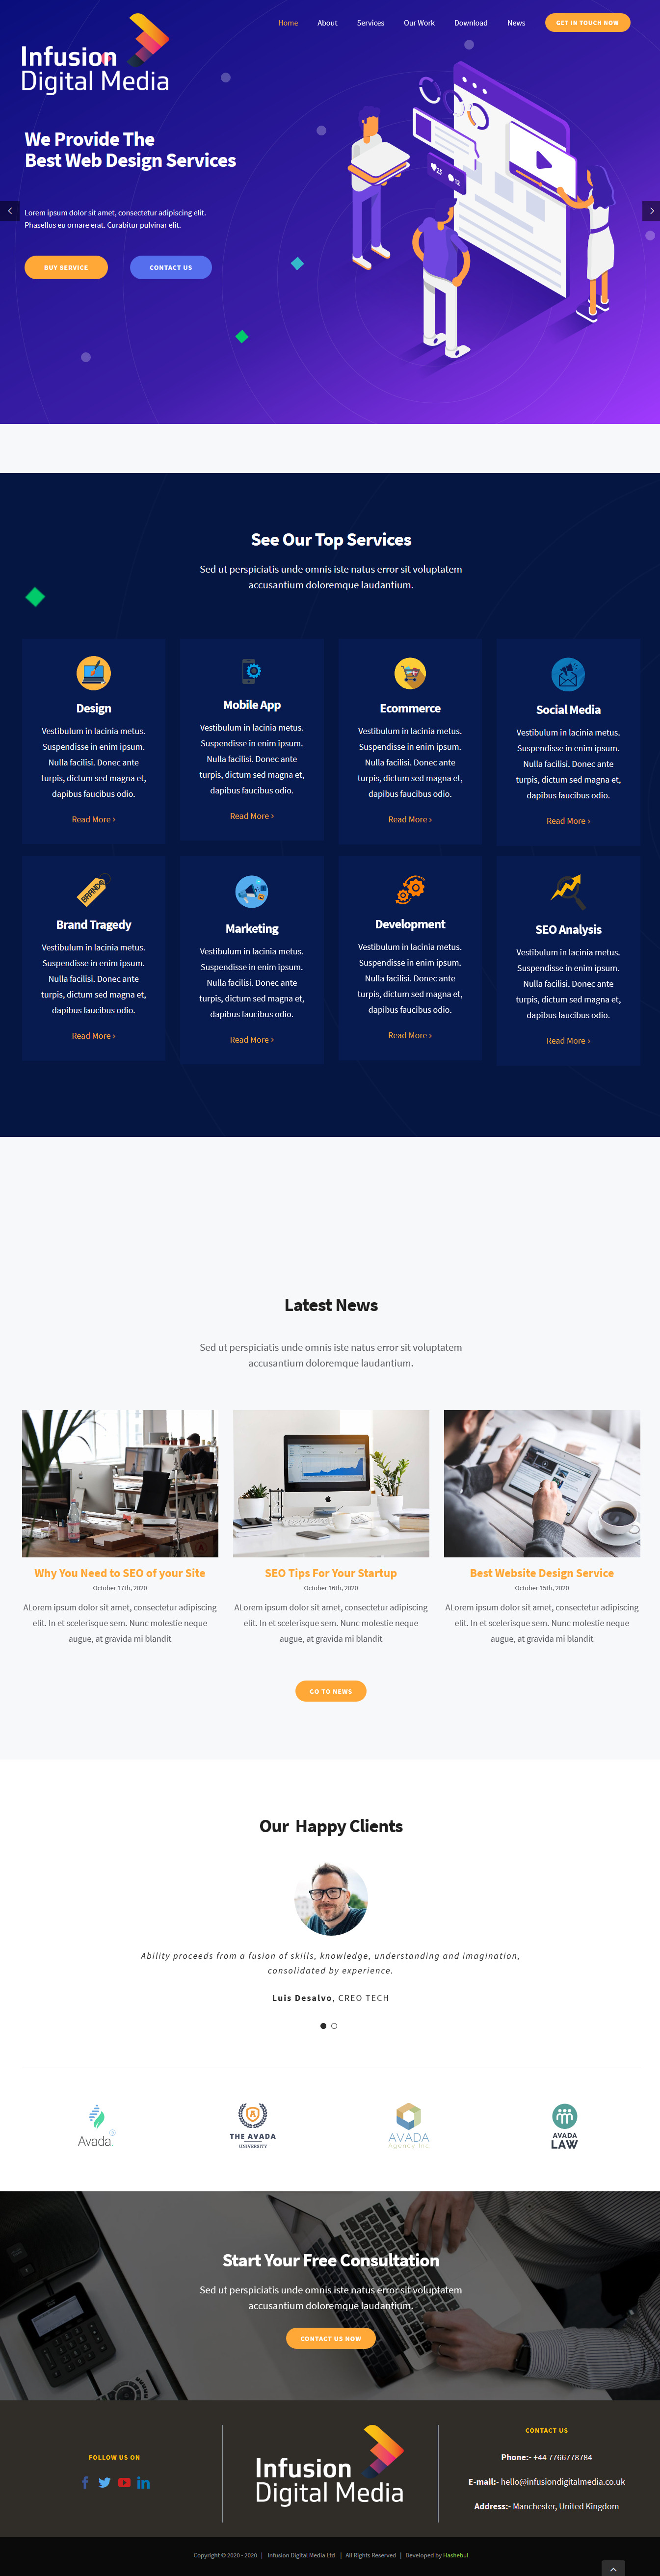 Home
About
Services
Our Work
Download
News
GET IN TOUCH NOW
Infusion
Digital Media
We Provide The
Best Web Design Services
Lorem ipsum dolor sit amet, consectetur adipiscing elit.
Phasellus eu ornare erat. Curabitur pulvinar elit.
BUY SERVICE
CONTACT US
25
12
See Our Top Services
Sed ut perspiciatis unde omnis iste natus error sit voluptatem
accusantium doloremque laudantium.
Design
Vestibulum in lacinia metus.
Suspendisse in enim ipsum.
Nulla facilisi. Donec ante
turpis, dictum sed magna et,
dapibus faucibus odio.
Read More
Mobile App
Vestibulum in lacinia metus.
Suspendisse in enim ipsum.
Nulla facilisi. Donec ante
turpis, dictum sed magna et,
dapibus faucibus odio.
Read More
Ecommerce
Vestibulum in lacinia metus.
Suspendisse in enim ipsum.
Nulla facilisi. Donec ante
turpis, dictum sed magna et,
dapibus faucibus odio.
Read More
Social Media
Vestibulum in lacinia metus.
Suspendisse in enim ipsum.
Nulla facilisi. Donec ante
turpis, dictum sed magna et,
dapibus faucibus odio.
Read More
BRAND
Brand Tragedy
Vestibulum in lacinia metus.
Suspendisse in enim ipsum.
Nulla facilisi. Donec ante
turpis, dictum sed magna et,
dapibus faucibus odio.
Read More
Marketing
Vestibulum in lacinia metus.
Suspendisse in enim ipsum.
Nulla facilisi. Donec ante
turpis, dictum sed magna et,
dapibus faucibus odio.
Read More
Development
Vestibulum in lacinia metus.
Suspendisse in enim ipsum.
Nulla facilisi. Donec ante
turpis, dictum sed magna et,
dapibus faucibus odio.
Read More
SEO Analysis
Vestibulum in lacinia metus.
Suspendisse in enim ipsum.
Nulla facilisi. Donec ante
turpis, dictum sed magna et,
dapibus faucibus odio.
Read More
Latest News
Sed ut perspiciatis unde omnis iste natus error sit voluptatem
accusantium doloremque laudantium.
Why You Need to SEO of your Site
October 17th, 2020
ALorem ipsum dolor sit amet, consectetur adipiscing
elit. In et scelerisque sem. Nunc molestie neque
augue, at gravida mi blandit
SEO Tips For Your Startup
October 16th, 2020
ALorem ipsum dolor sit amet, consectetur adipiscing
elit. In et scelerisque sem. Nunc molestie neque
augue, at gravida mi blandit
Best Website Design Service
October 15th, 2020
ALorem ipsum dolor sit amet, consectetur adipiscing
elit. In et scelerisque sem. Nunc molestie neque
augue, at gravida mi blandit
GO TO NEWS
Our Happy Clients
Ability proceeds from a fusion of skills, knowledge, understanding and imagination,
consolidated by experience.
Luis Desalvo, CREO TECH
Avada.
A
THE AVADA
UNIVERSITY
AVADA
Agency Inc
AVADA
LAW
Start Your Free Consultation
Sed ut perspiciatis unde omnis iste natus error sit voluptatem
accusantium doloremque laudantium.
CONTACT US NOW
FOLLOW US ON
Infusion
Digital Media
CONTACT US
Phone:- +44 7766778784
E-mail:- hello@infusiondigitalmedia.co.uk
Address:- Manchester, United Kingdom
Copyright © 2020 - 2020 | Infusion Digital Media Ltd | All Rights Reserved | Developed by Hashebul